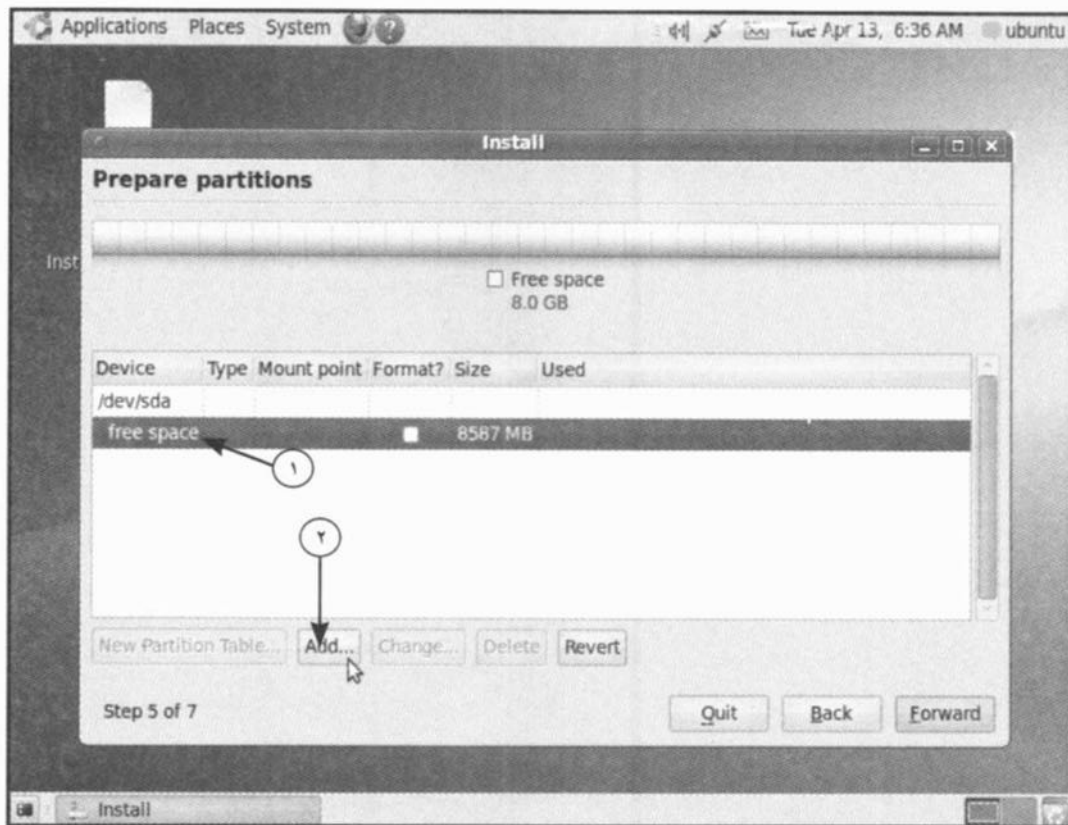 Applications Places System ? Tue Apr 13, 6:36 AM ubuntu
Install
Prepare partitions
Inst
Free space
8.0 GB
Device Type Mount point Format? Size Used
/dev/sda
free space 8587 MB
١
٢
New Partition Table... Add... Change... Delete Revert
Step 5 of 7 Quit Back Forward
Install